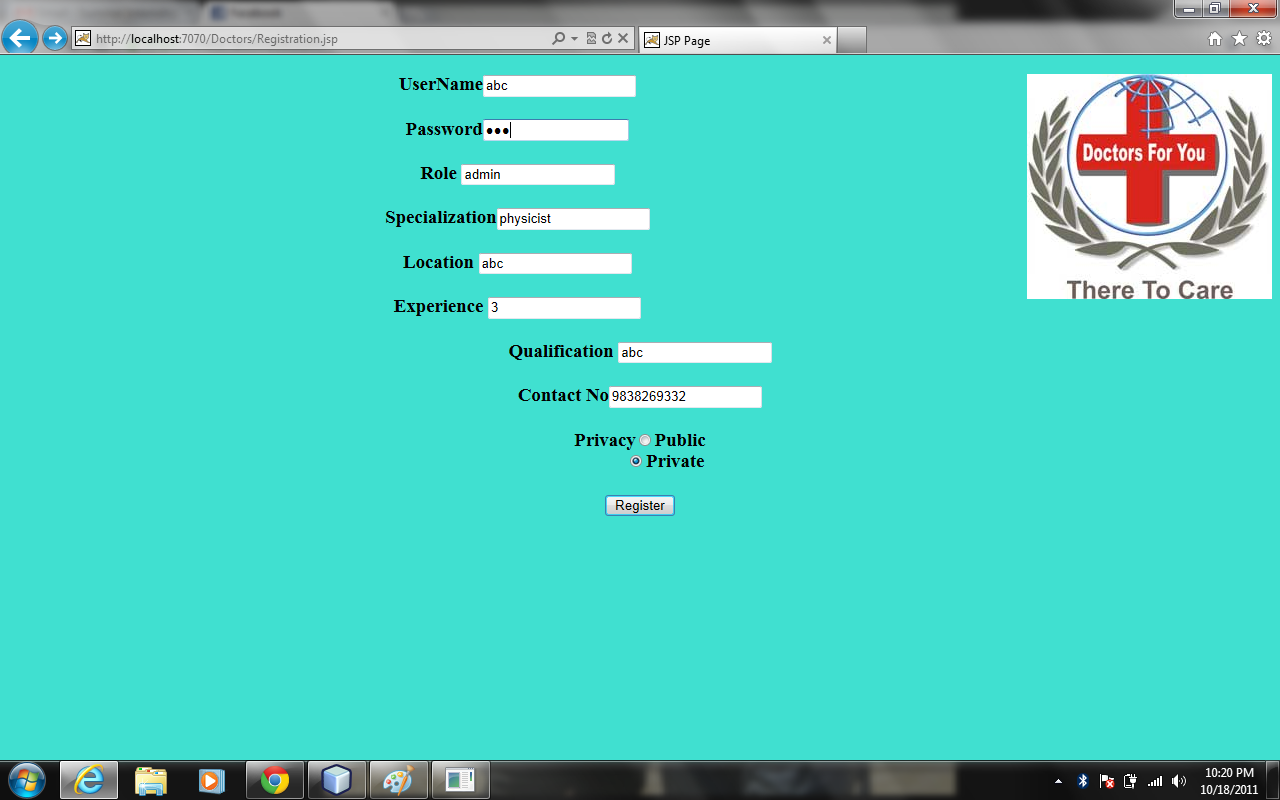 Facebook
http://localhost:7070/Doctors/Registration.jsp
JSP Page
UserName abc
Password •••
Role admin
Specialization physicist
Location abc
Experience 3
Qualification abc
Contact No 9838269332
Privacy Public
Private
Register
Doctors For You
There To Care
10:20 PM
10/18/2011